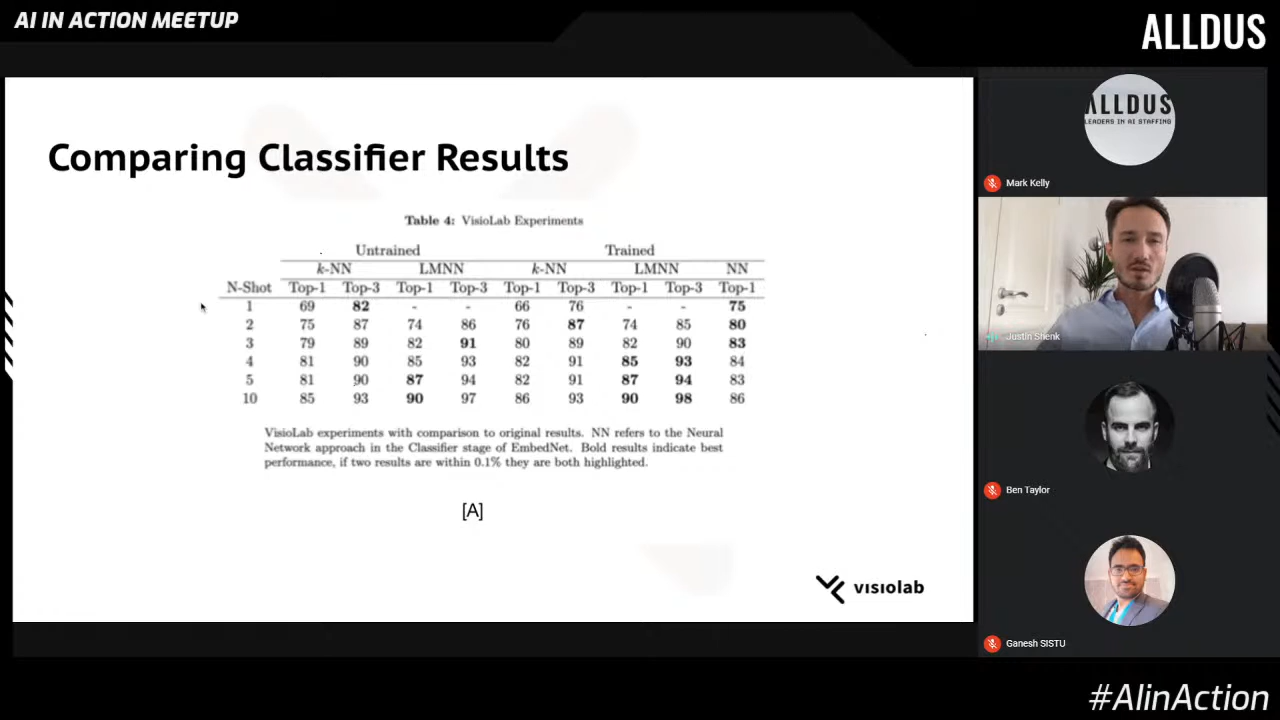 AI IN ACTION MEETUP
ALLDUS
Comparing Classifier Results
Table 4: VisioLab Experiments
Untrained Trained
k-NN LMNN k-NN LMNN NN
N-Shot Top-1 Top-3 Top-1 Top-3 Top-1 Top-3 Top-1 Top-3 Top-1
1 69 82 - - 66 76 - - 75
2 75 87 74 86 76 87 74 85 80
3 79 89 82 91 80 89 82 90 83
4 81 90 85 93 82 91 85 93 84
5 81 90 87 94 82 91 87 94 83
10 85 93 90 97 86 93 90 98 86
VisioLab experiments with comparison to original results. NN refers to the Neural
Network approach in the Classifier stage of EmbedNet. Bold results indicate best
performance, if two results are within 0.1% they are both highlighted.
[A]
visiolab
ALLDUS
LEADERS IN AI STAFFING
Mark Kelly
Justin Shenk
Ben Taylor
Ganesh SISTU
#AIinAction